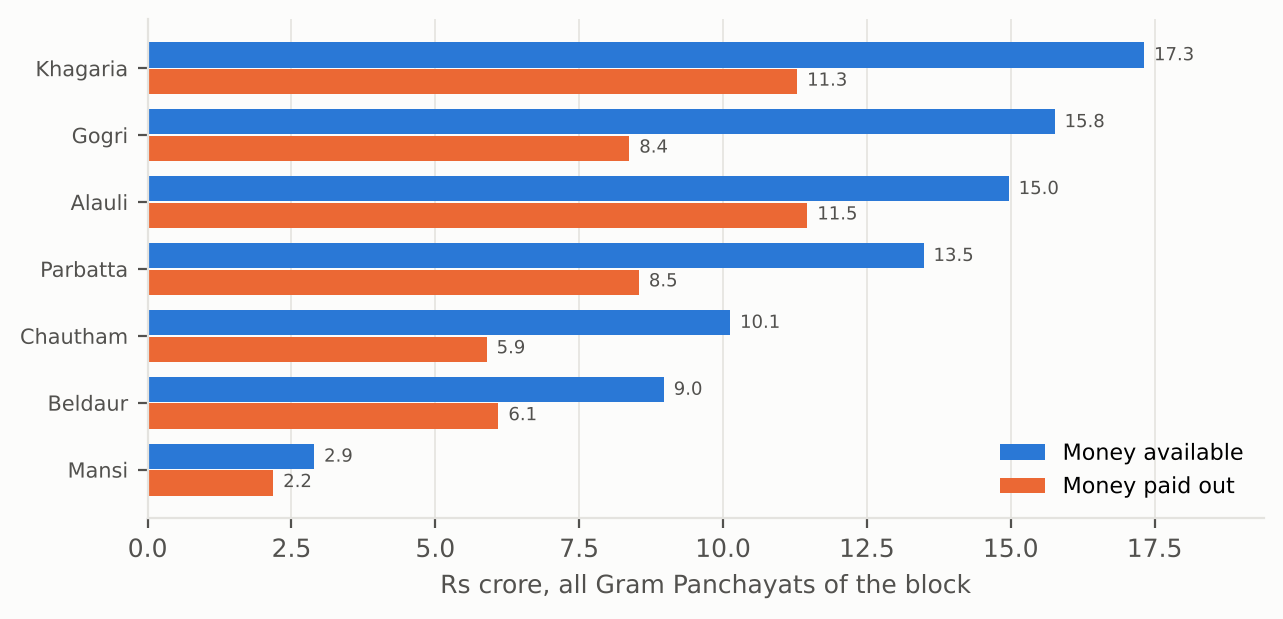 Khagaria
17.3
11.3
Gogri
15.8
8.4
Alauli
15.0
11.5
Parbatta
13.5
8.5
Chautham
10.1
5.9
Beldaur
9.0
6.1
Mansi
2.9
2.2
Money available
Money paid out
0.0 2.5 5.0 7.5 10.0 12.5 15.0 17.5
Rs crore, all Gram Panchayats of the block